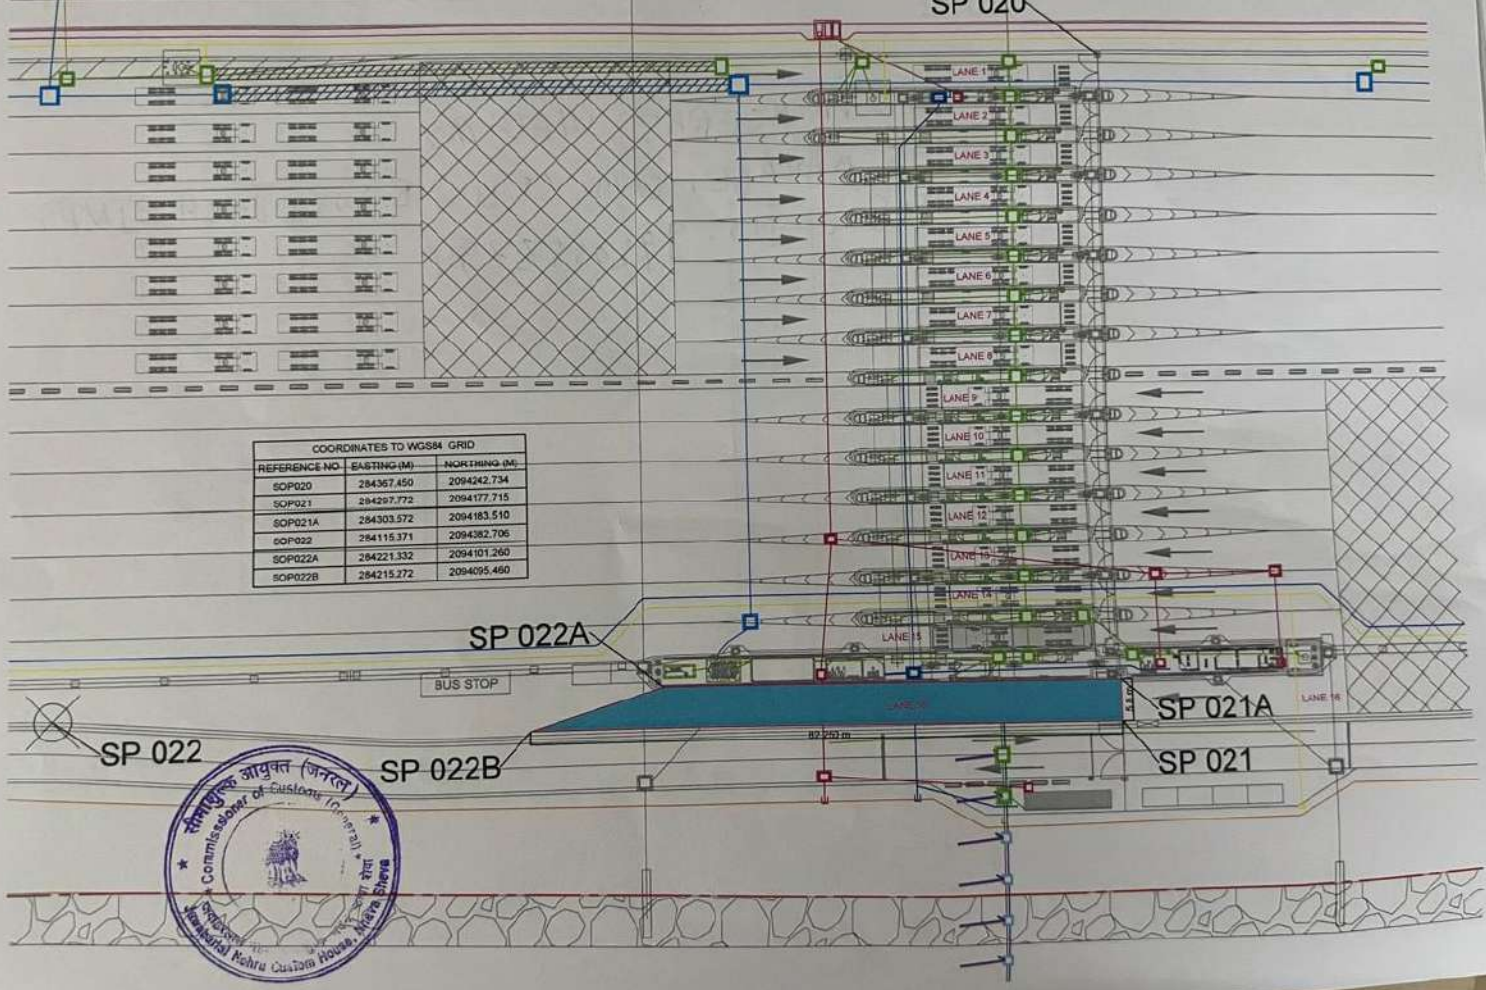 SP 020
LANE 1
LANE 2
LANE 3
LANE 4
LANE 5
LANE 6
LANE 7
LANE 8
LANE 9
LANE 10
LANE 11
LANE 12
LANE 13
LANE 14
LANE 15
COORDINATES TO WGS84 GRID
REFERENCE NO EASTING (M) NORTHING (M)
SOP020 284367.450 2094242.734
SOP021 284297.772 2094177.715
SOP021A 284303.572 2094183.510
SOP022 284115.371 2094382.706
SOP022A 284221.332 2094101.260
SOP022B 284215.272 2094095.460
SP 022A
BUS STOP
LANE 16
SP 021A
SP 022
SP 022B
82.250 m
SP 021
सीमाशुल्क आयुक्त (जनरल)
Commissioner of Customs (General)
Jawaharlal Nehru Custom House, Nhava Sheva